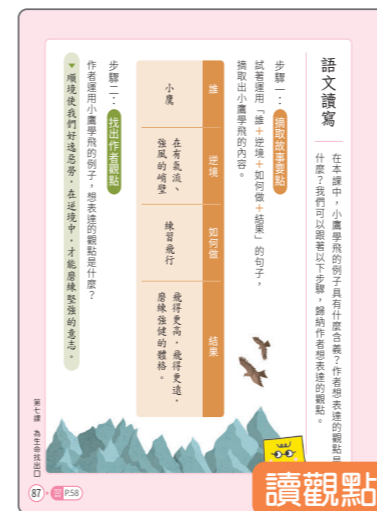 語文讀寫
在本課中，小鷹學飛的例子具有什麼含義？作者想表達的觀點是
什麼？我們可以跟著以下步驟，歸納作者想表達的觀點。
步驟一：摘取故事要點
試著運用「誰＋逆境＋如何做＋結果」的句子，
摘取出小鷹學飛的內容。
誰
逆境
如何做
結果
小鷹
在有氣流、
強風的峭壁
練習飛行
飛得更高，飛得更遠，
磨練強健的體格。
步驟二：找出作者觀點
作者運用小鷹學飛的例子，想表達的觀點是什麼？
▼順境使我們好逸惡勞，在逆境中，才能磨練堅強的意志。
第七課 為生命找出口
87
P.58
讀觀點